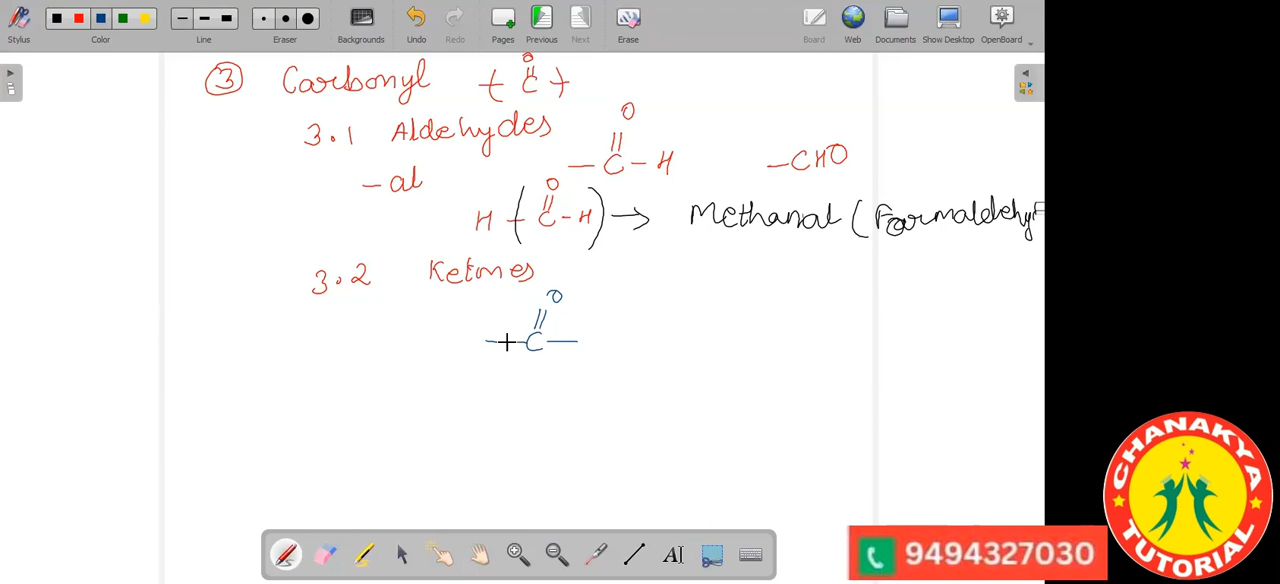 Stylus Color Line Eraser Backgrounds Undo Redo Pages Previous Next Erase Board Web Documents Show Desktop OpenBoard
③ Carbonyl
O
C
3.1 Aldehydes
O
-al
—C—H —CHO
O
H—(C—H) → Methanal (Formaldehyd
3.2 Ketones
O
—C—
CHANAKYA TUTORIAL
9494327030